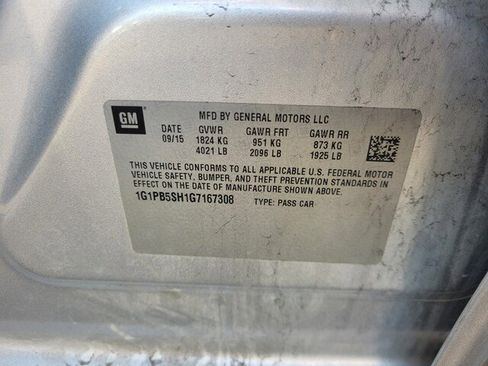 GM
MFD BY GENERAL MOTORS LLC
DATE GVWR GAWR FRT GAWR RR
09/15 1824 KG 951 KG 873 KG
4021 LB 2096 LB 1925 LB
THIS VEHICLE CONFORMS TO ALL APPLICABLE U.S. FEDERAL MOTOR
VEHICLE SAFETY, BUMPER, AND THEFT PREVENTION STANDARDS IN
EFFECT ON THE DATE OF MANUFACTURE SHOWN ABOVE.
1G1PB5SH1G7167308 TYPE: PASS CAR